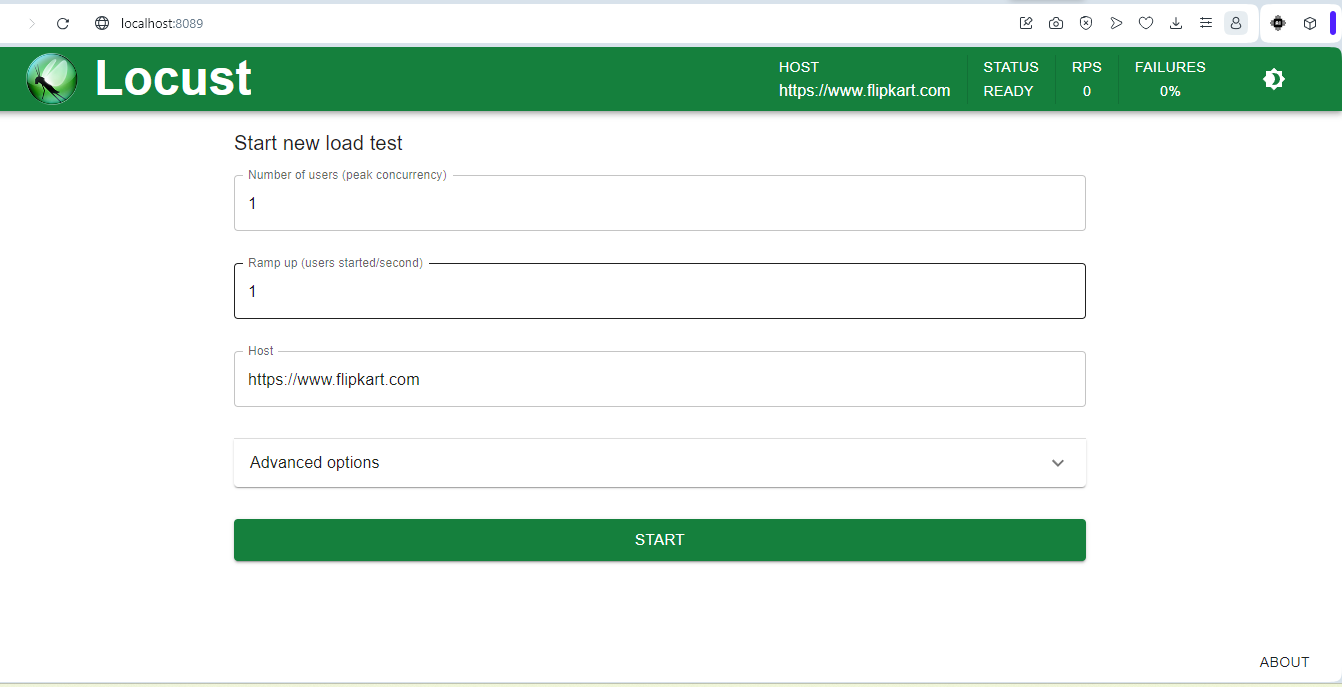 localhost:8089
Locust
HOST
https://www.flipkart.com
STATUS
READY
RPS
0
FAILURES
0%
Start new load test
Number of users (peak concurrency)
1
Ramp up (users started/second)
1
Host
https://www.flipkart.com
Advanced options
START
ABOUT